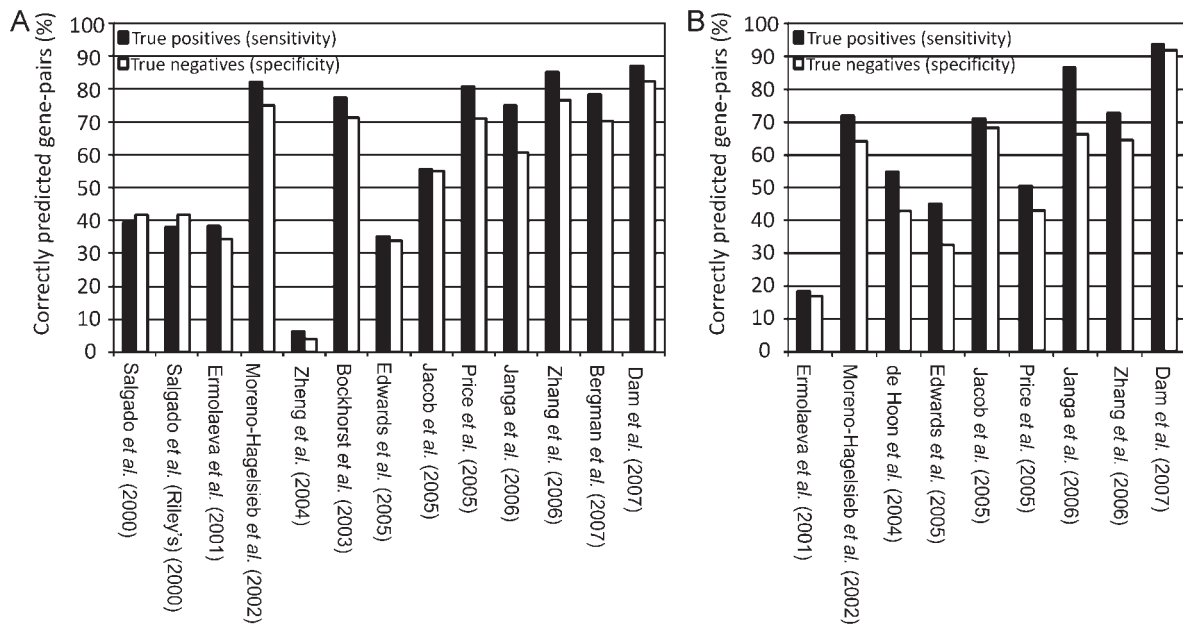 A
Correctly predicted gene-pairs (%)
100
90
80
70
60
50
40
30
20
10
0
True positives (sensitivity)
True negatives (specificity)
Salgado et al. (2000)
Salgado et al. (Riley's) (2000)
Ermolaeva et al. (2001)
Moreno-Hagelsieb et al. (2002)
Zheng et al. (2004)
Bockhorst et al. (2003)
Edwards et al. (2005)
Jacob et al. (2005)
Price et al. (2005)
Janga et al. (2006)
Zhang et al. (2006)
Bergman et al. (2007)
Dam et al. (2007)
B
Correctly predicted gene-pairs (%)
100
90
80
70
60
50
40
30
20
10
0
True positives (sensitivity)
True negatives (specificity)
Ermolaeva et al. (2001)
Moreno-Hagelsieb et al. (2002)
de Hoon et al. (2004)
Edwards et al. (2005)
Jacob et al. (2005)
Price et al. (2005)
Janga et al. (2006)
Zhang et al. (2006)
Dam et al. (2007)